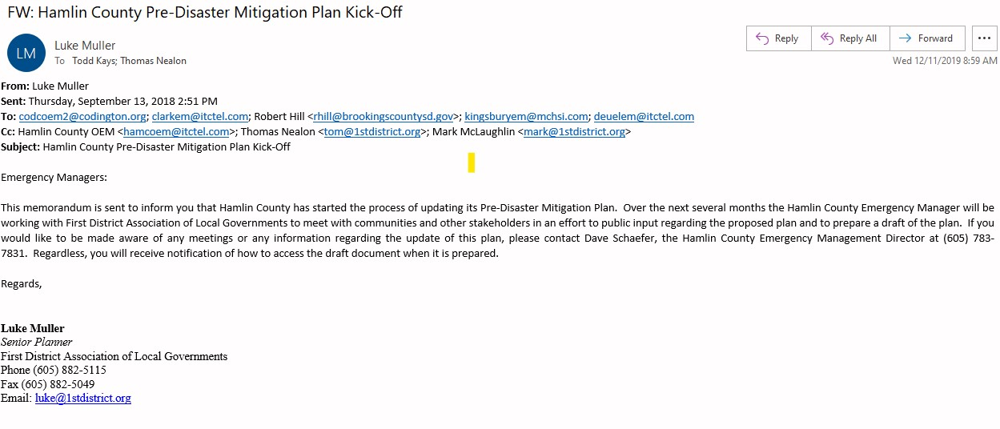 FW: Hamlin County Pre-Disaster Mitigation Plan Kick-Off
LM
Luke Muller
To Todd Kays; Thomas Nealon
Reply
Reply All
Forward
...
Wed 12/11/2019 8:59 AM
From: Luke Muller
Sent: Thursday, September 13, 2018 2:51 PM
To: codcoem2@codington.org; clarkem@itctel.com; Robert Hill <rhill@brookingscountysd.gov>; kingsburyem@mchsi.com; deuelem@itctel.com
Cc: Hamlin County OEM <hamcoem@itctel.com>; Thomas Nealon <tom@1stdistrict.org>; Mark McLaughlin <mark@1stdistrict.org>
Subject: Hamlin County Pre-Disaster Mitigation Plan Kick-Off
Emergency Managers:
This memorandum is sent to inform you that Hamlin County has started the process of updating its Pre-Disaster Mitigation Plan. Over the next several months the Hamlin County Emergency Manager will be
working with First District Association of Local Governments to meet with communities and other stakeholders in an effort to public input regarding the proposed plan and to prepare a draft of the plan. If you
would like to be made aware of any meetings or any information regarding the update of this plan, please contact Dave Schaefer, the Hamlin County Emergency Management Director at (605) 783-
7831. Regardless, you will receive notification of how to access the draft document when it is prepared.
Regards,
Luke Muller
Senior Planner
First District Association of Local Governments
Phone (605) 882-5115
Fax (605) 882-5049
Email: luke@1stdistrict.org